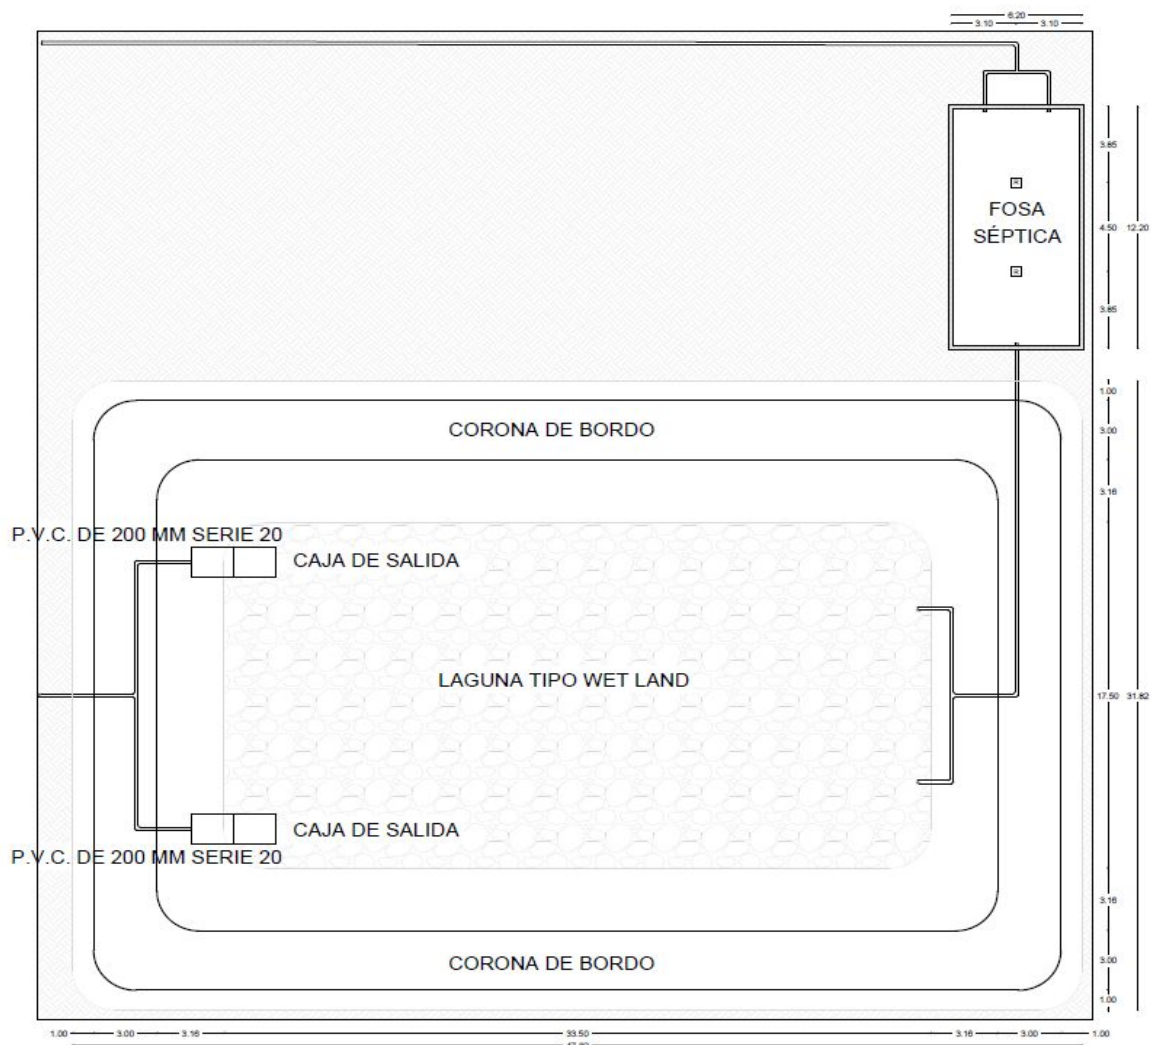 6.20
3.10 3.10
3.85
FOSA
SÉPTICA
4.50 12.20
3.85
1.00
CORONA DE BORDO
3.00
3.16
P.V.C. DE 200 MM SERIE 20
CAJA DE SALIDA
LAGUNA TIPO WET LAND
17.50 31.82
CAJA DE SALIDA
P.V.C. DE 200 MM SERIE 20
3.16
CORONA DE BORDO
3.00
1.00
1.00 3.00 3.16 33.50 3.16 3.00 1.00